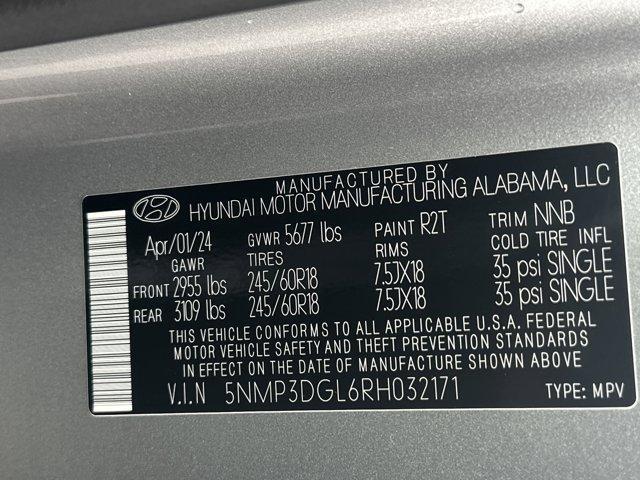 MANUFACTURED BY
HYUNDAI MOTOR MANUFACTURING ALABAMA, LLC
Apr/01/24 GVWR 5677 lbs PAINT R2T TRIM NNB
GAWR TIRES RIMS COLD TIRE INFL
FRONT 2955 lbs 245/60R18 7.5JX18 35 psi SINGLE
REAR 3109 lbs 245/60R18 7.5JX18 35 psi SINGLE
THIS VEHICLE CONFORMS TO ALL APPLICABLE U.S.A. FEDERAL
MOTOR VEHICLE SAFETY AND THEFT PREVENTION STANDARDS
IN EFFECT ON THE DATE OF MANUFACTURE SHOWN ABOVE
V.I.N 5NMP3DGL6RH032171 TYPE: MPV